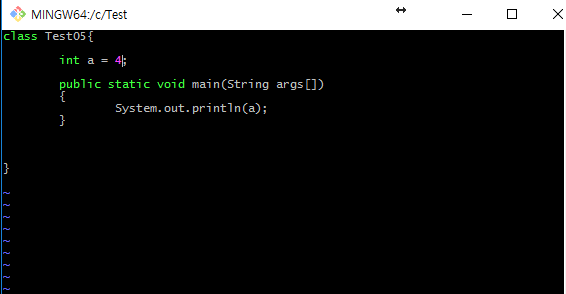 MINGW64:/c/Test
class Test05{
int a = 4;
public static void main(String args[])
{
System.out.println(a);
}
}
~
~
~
~
~
~
~
~
~